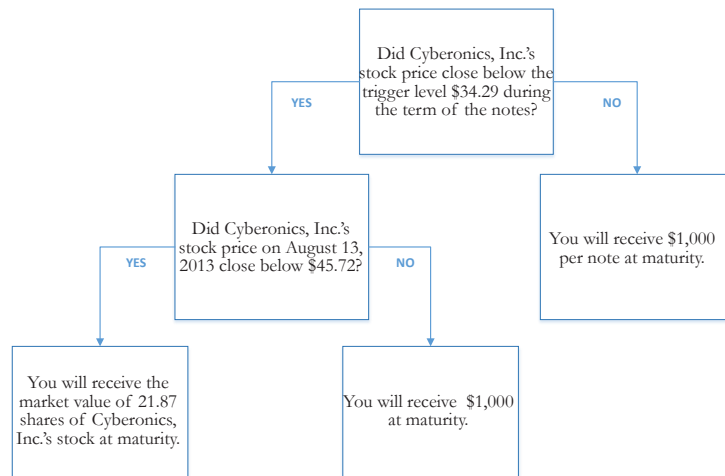 Did Cyberonics, Inc.'s
stock price close below the
trigger level $34.29 during
the term of the notes?
YES
NO
Did Cyberonics, Inc.'s
stock price on August 13,
2013 close below $45.72?
You will receive $1,000
per note at maturity.
YES
NO
You will receive the
market value of 21.87
shares of Cyberonics,
Inc.'s stock at maturity.
You will receive $1,000
at maturity.